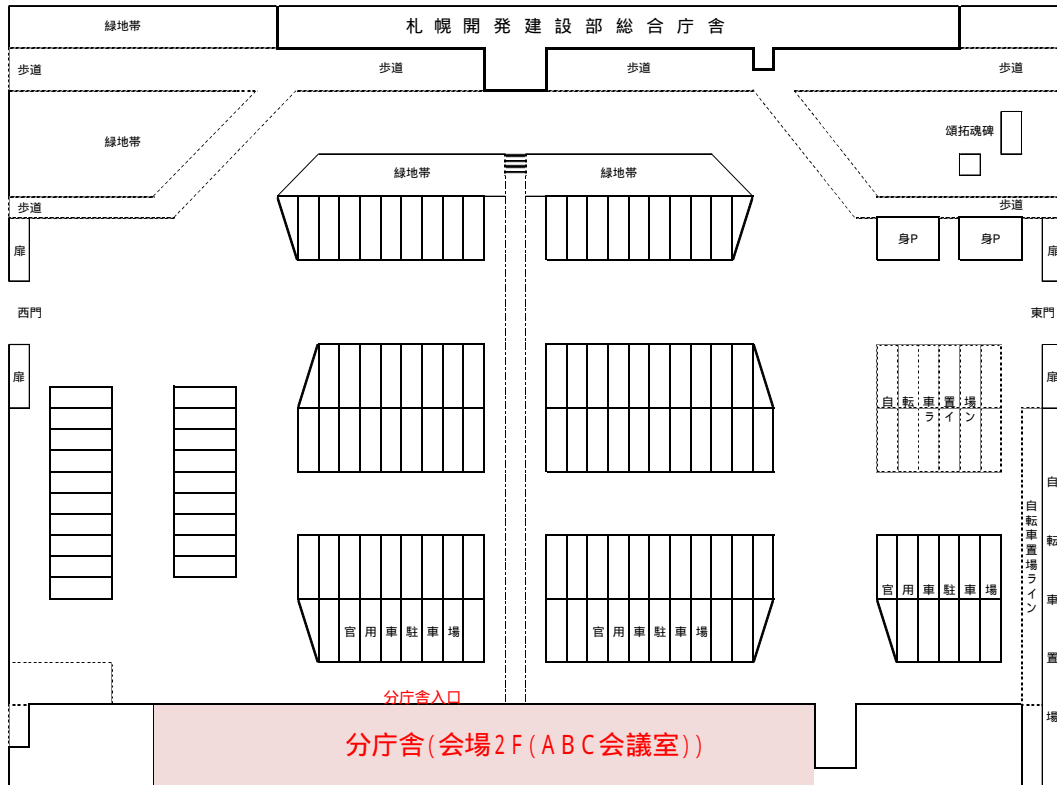 緑地帯
札幌開発建設部総合庁舎
歩道
歩道
歩道
歩道
緑地帯
頌拓魂碑
緑地帯
緑地帯
歩道
歩道
扉
身P
身P
扉
西門
東門
扉
扉
自転車置場
ライン
自転車置場ライン
自転車置場
官用車駐車場
官用車駐車場
官用車駐車場
分庁舎入口
分庁舎(会場2F(ABC会議室))